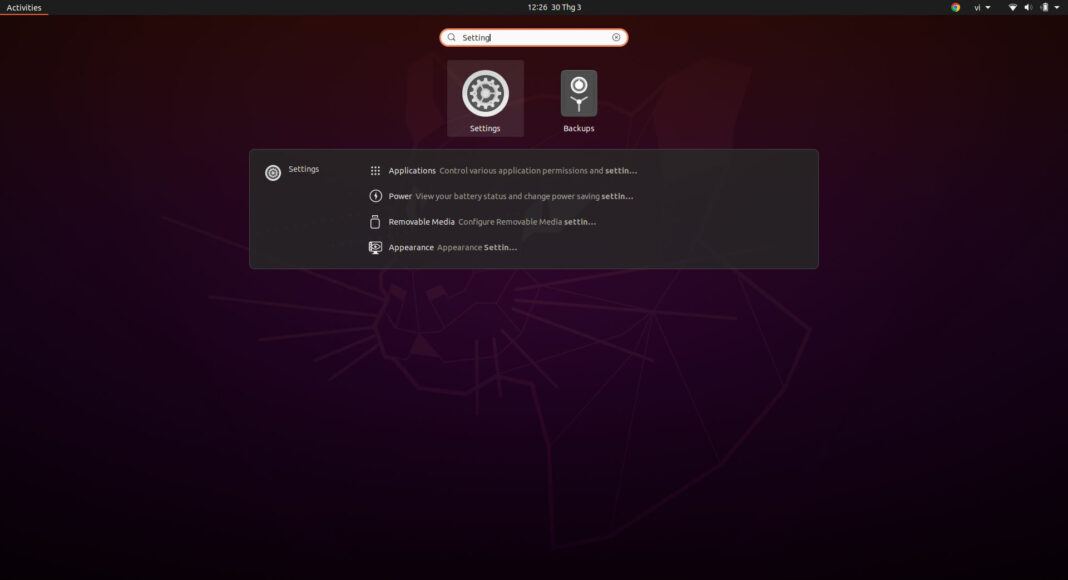 Activities 12:26 30 Thg 3 vi
Setting
Settings Backups
Settings
Applications Control various application permissions and settin...
Power View your battery status and change power saving settin...
Removable Media Configure Removable Media settin...
Appearance Appearance Settin...